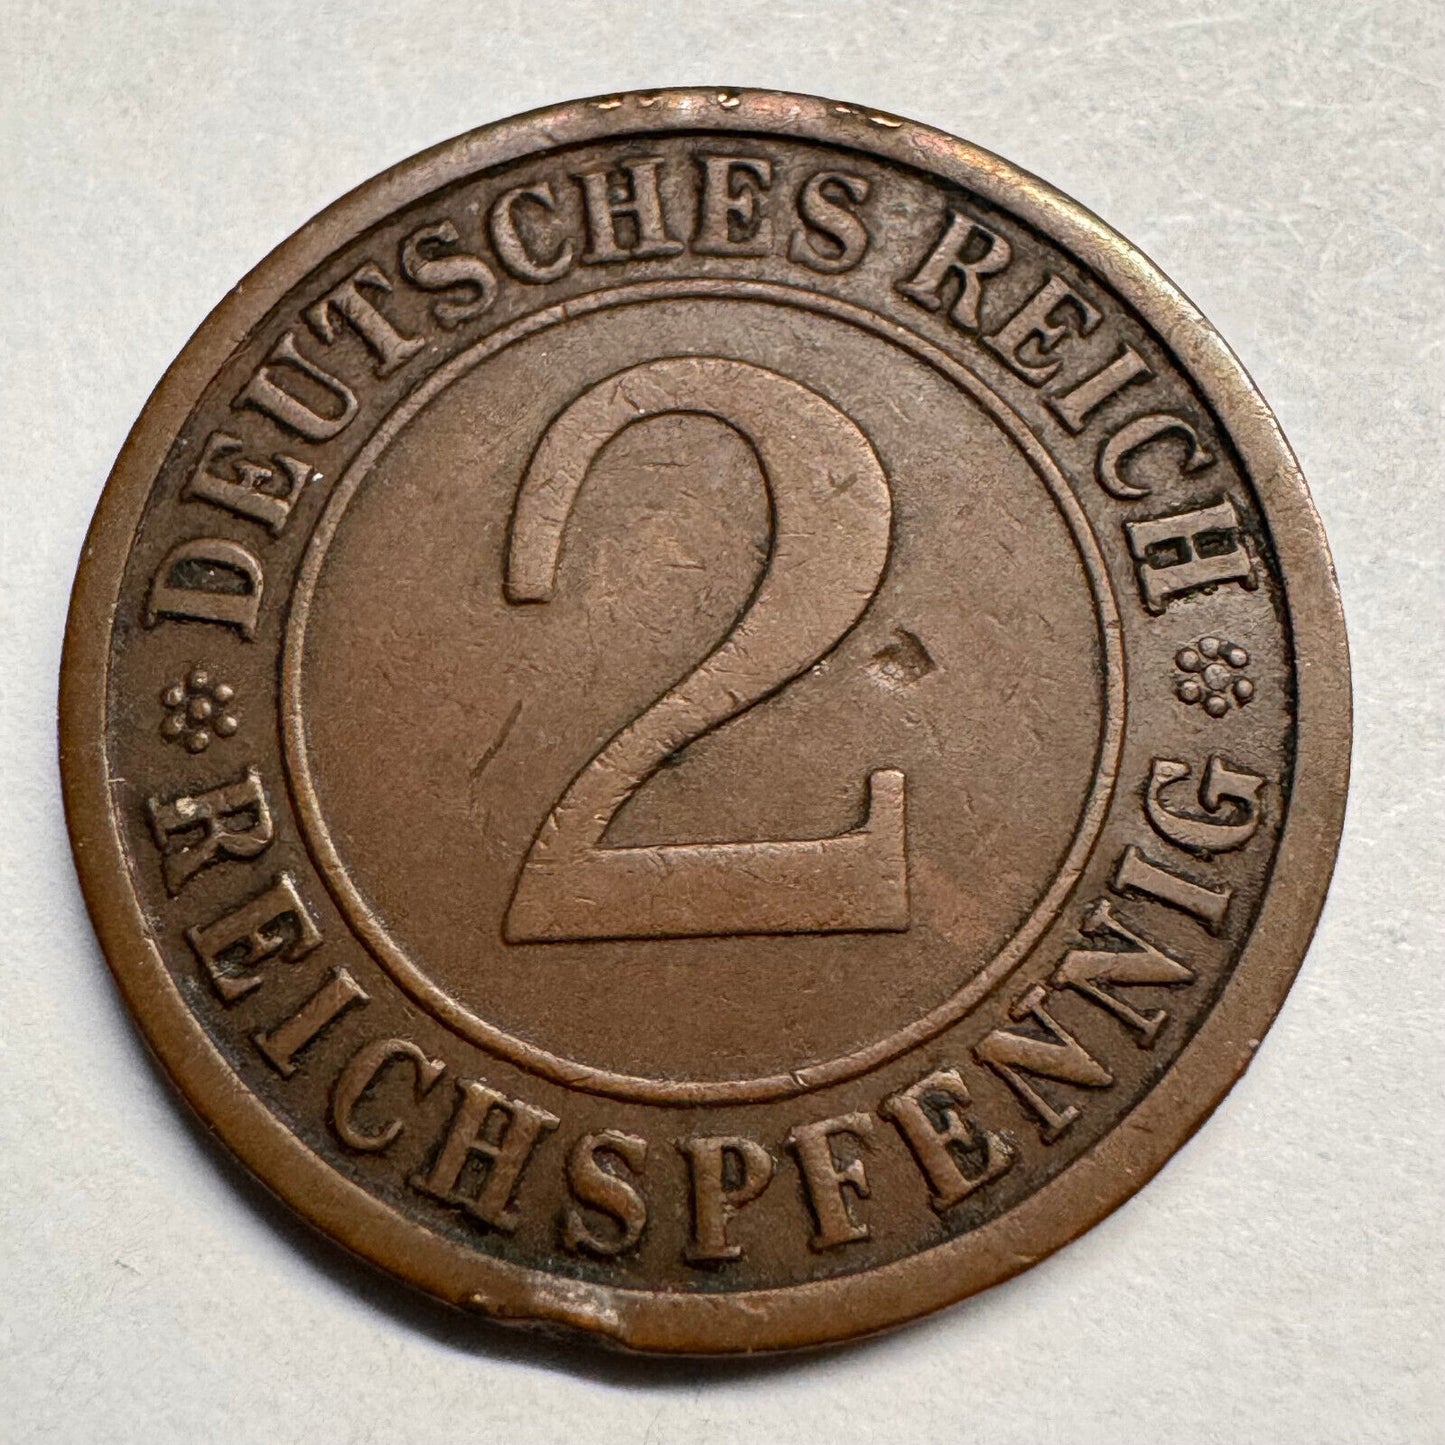 DEUTSCHES REICH
2
REICHSPFENNIG